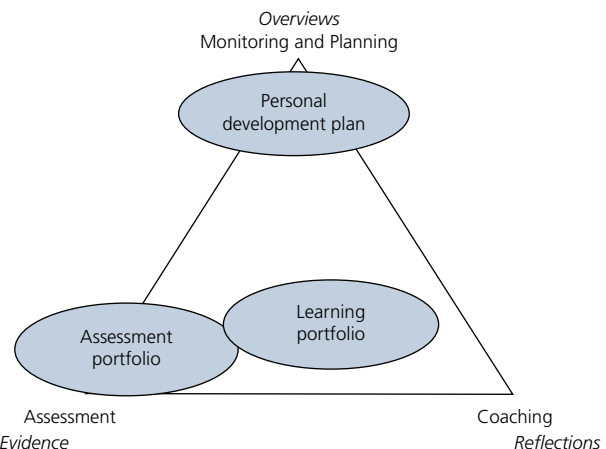 Overviews
Monitoring and Planning
Personal
development plan
Learning
portfolio
Assessment
portfolio
Assessment
Evidence
Coaching
Reflections